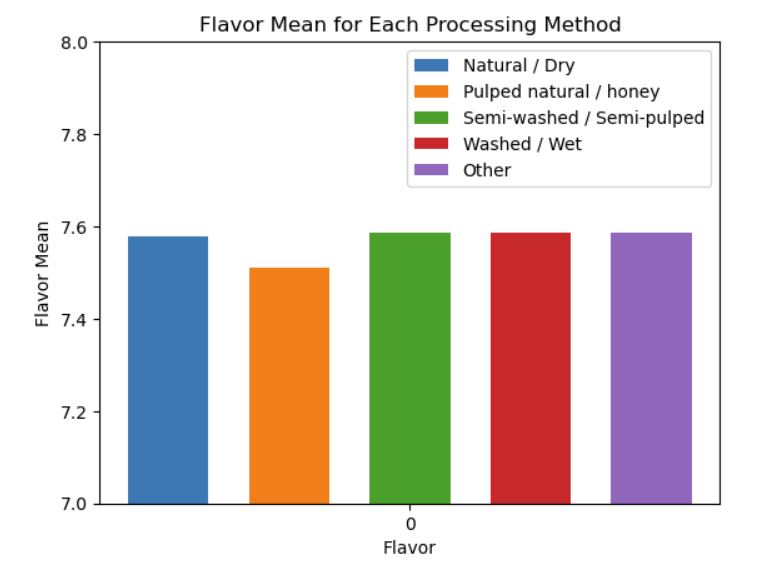 Flavor Mean for Each Processing Method
8.0
7.8
7.6
7.4
7.2
7.0
Flavor Mean
Natural / Dry
Pulped natural / honey
Semi-washed / Semi-pulped
Washed / Wet
Other
0
Flavor